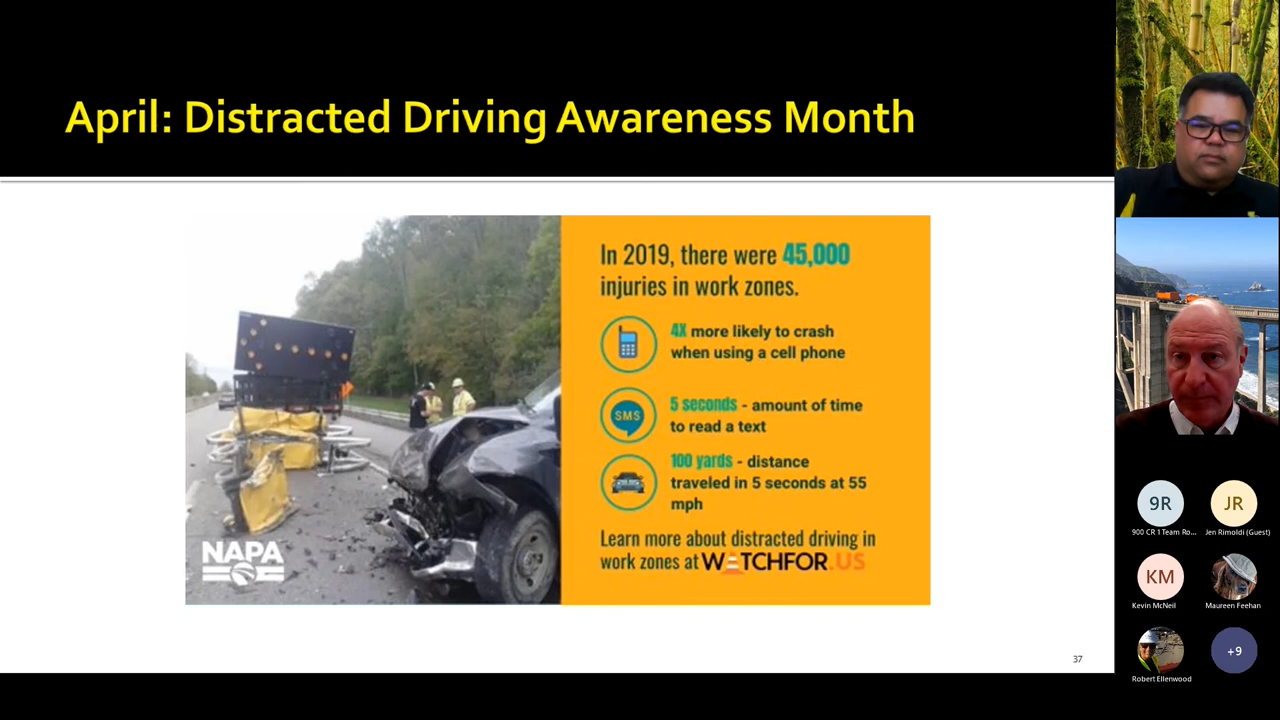 April: Distracted Driving Awareness Month
In 2019, there were 45,000
injuries in work zones.
4X more likely to crash
when using a cell phone
SMS
5 seconds - amount of time
to read a text
100 yards - distance
traveled in 5 seconds at 55
mph
Learn more about distracted driving in
work zones at WATCHFOR.US
NAPA
37
9R
900 CR 1 Team Ro...
JR
Jen Rimoldi (Guest)
KM
Kevin McNeil
Maureen Feehan
Robert Ellenwood
+9